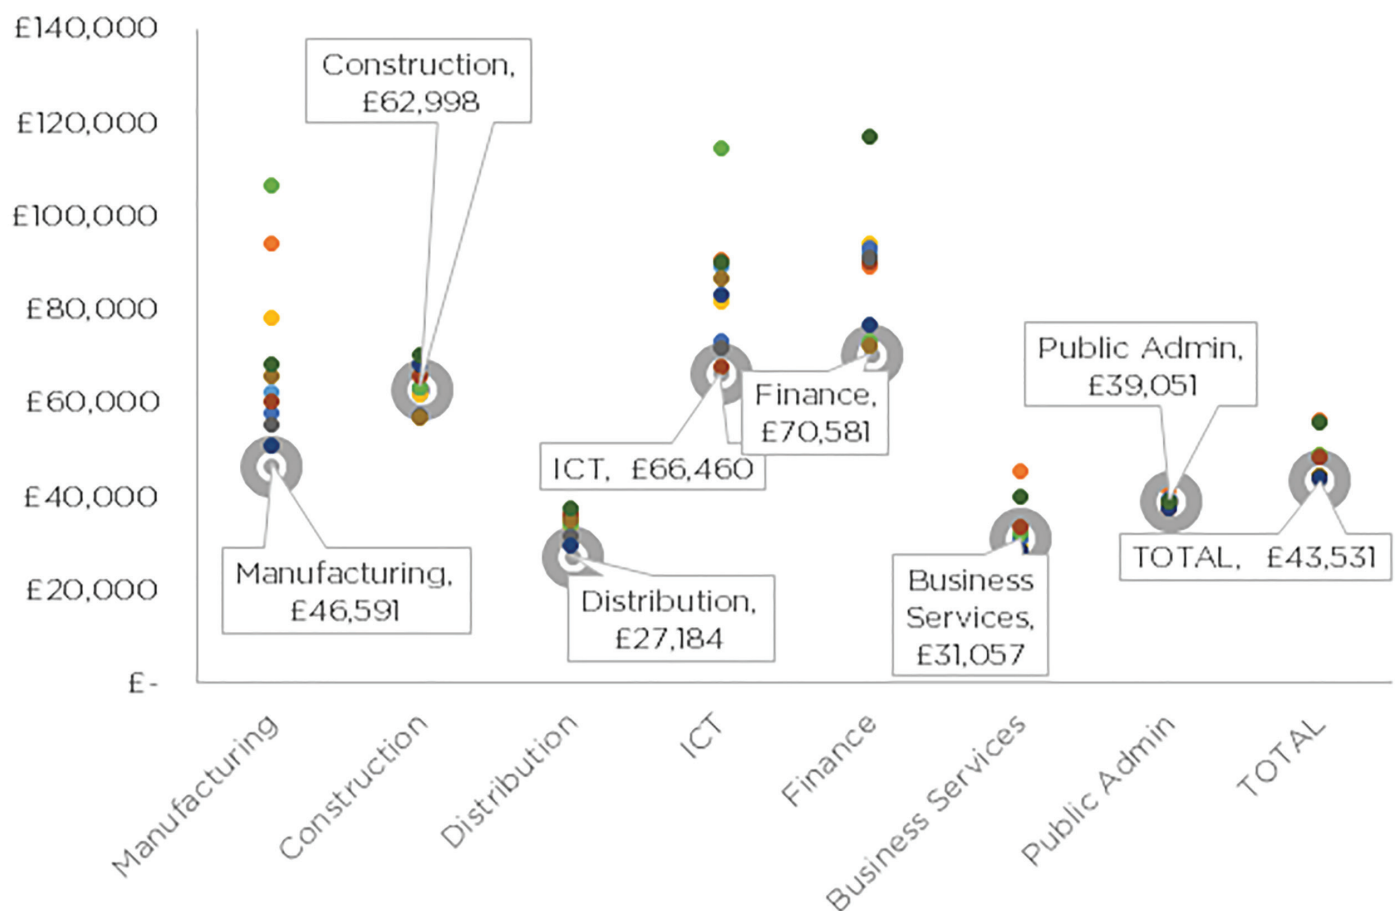 £140,000
£120,000
£100,000
£80,000
£60,000
£40,000
£20,000
£-
Construction,
£62,998
Manufacturing,
£46,591
Distribution,
£27,184
ICT, £66,460
Finance,
£70,581
Business
Services,
£31,057
Public Admin,
£39,051
TOTAL, £43,531
Manufacturing
Construction
Distribution
ICT
Finance
Business Services
Public Admin
TOTAL